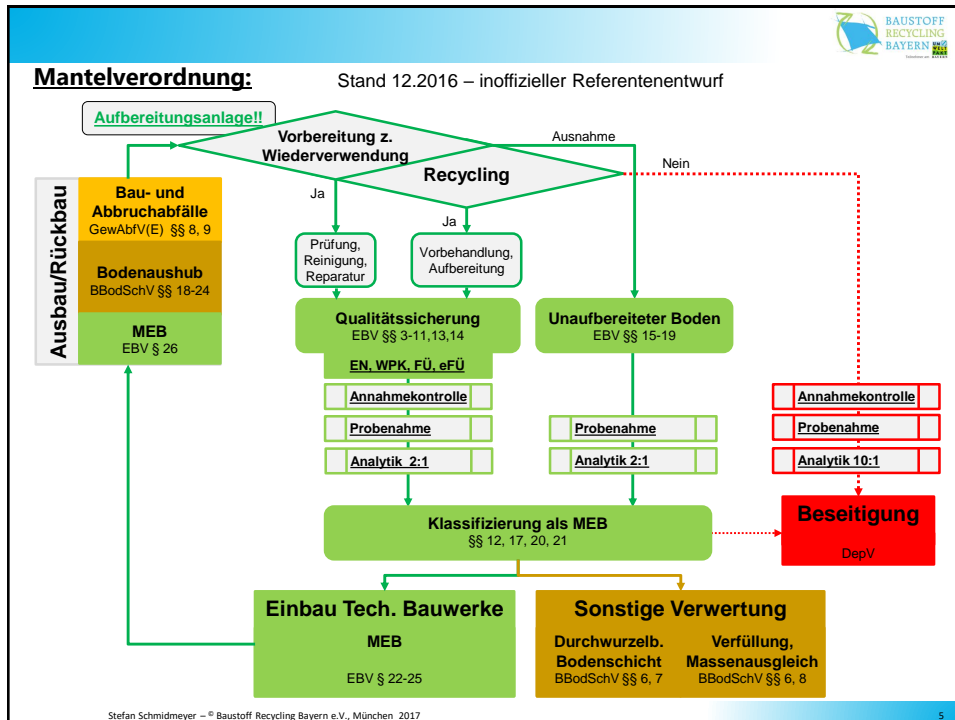 BAUSTOFF
RECYCLING
BAYERN
UM
WELT
PAKT
BAYERN
Mantelverordnung:
Stand 12.2016 – inoffizieller Referentenentwurf
Aufbereitungsanlage!!
Vorbereitung z.
Wiederverwendung
Ausnahme
Recycling
Nein
Ja
Ja
Ausbau/Rückbau
Bau- und
Abbruchabfälle
GewAbfV(E) §§ 8, 9
Bodenaushub
BBodSchV §§ 18-24
MEB
EBV § 26
Prüfung,
Reinigung,
Reparatur
Vorbehandlung,
Aufbereitung
Qualitätssicherung
EBV §§ 3-11,13,14
EN, WPK, FÜ, eFÜ
Annahmekontrolle
Probenahme
Analytik 2:1
Unaufbereiteter Boden
EBV §§ 15-19
Probenahme
Analytik 2:1
Annahmekontrolle
Probenahme
Analytik 10:1
Klassifizierung als MEB
§§ 12, 17, 20, 21
Beseitigung
DepV
Einbau Tech. Bauwerke
MEB
EBV § 22-25
Sonstige Verwertung
Durchwurzelb.
Bodenschicht
BBodSchV §§ 6, 7
Verfüllung,
Massenausgleich
BBodSchV §§ 6, 8
Stefan Schmidmeyer – © Baustoff Recycling Bayern e.V., München 2017
5